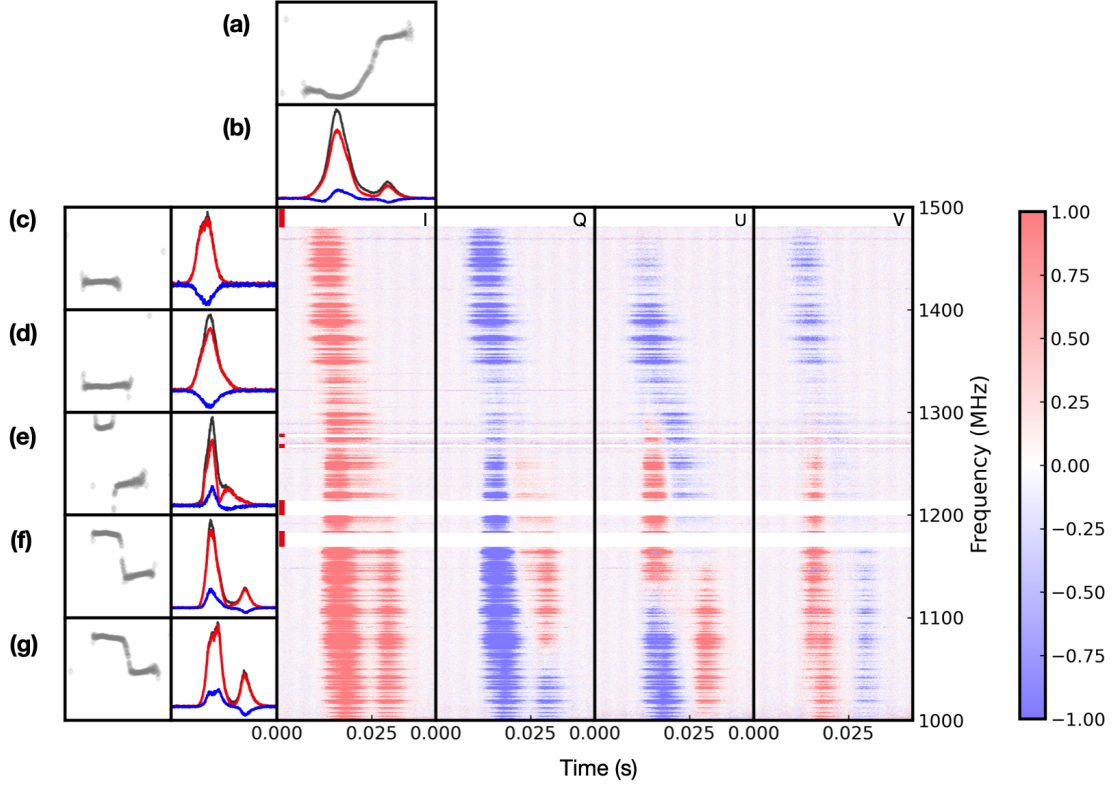 (a)
(b)
(c)
I Q U V
1500
1.00
0.75
(d)
1400
0.50
(e)
1300
0.25
0.00
(f)
1200
Frequency (MHz)
−0.25
−0.50
(g)
1100
−0.75
1000
−1.00
0.000 0.025 0.000 0.025 0.000 0.025 0.000 0.025
Time (s)